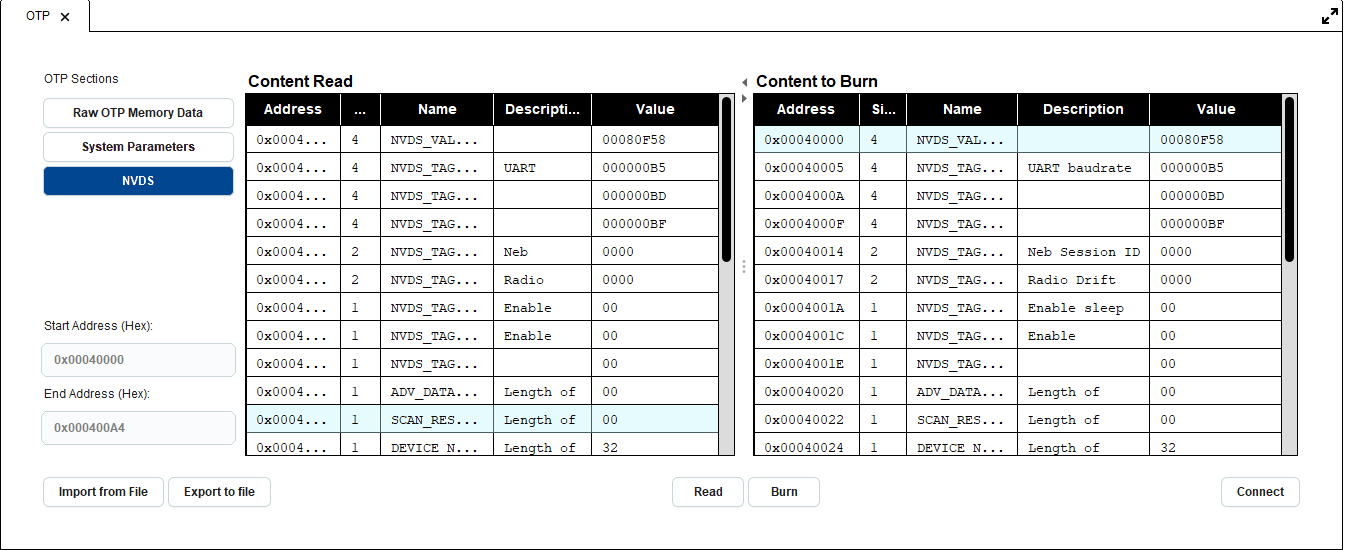 OTP
OTP Sections
Raw OTP Memory Data
System Parameters
NVDS
Start Address (Hex):
0x00040000
End Address (Hex):
0x000400A4
Content Read
Address ... Name Descripti... Value
0x0004... 4 NVDS_VAL... 00080F58
0x0004... 4 NVDS_TAG... UART 000000B5
0x0004... 4 NVDS_TAG... 000000BD
0x0004... 4 NVDS_TAG... 000000BF
0x0004... 2 NVDS_TAG... Neb 0000
0x0004... 2 NVDS_TAG... Radio 0000
0x0004... 1 NVDS_TAG... Enable 00
0x0004... 1 NVDS_TAG... Enable 00
0x0004... 1 NVDS_TAG... 00
0x0004... 1 ADV_DATA... Length of 00
0x0004... 1 SCAN_RES... Length of 00
0x0004... 1 DEVICE_N... Length of 32
Content to Burn
Address Si... Name Description Value
0x00040000 4 NVDS_VAL... 00080F58
0x00040005 4 NVDS_TAG... UART baudrate 000000B5
0x0004000A 4 NVDS_TAG... 000000BD
0x0004000F 4 NVDS_TAG... 000000BF
0x00040014 2 NVDS_TAG... Neb Session ID 0000
0x00040017 2 NVDS_TAG... Radio Drift 0000
0x0004001A 1 NVDS_TAG... Enable sleep 00
0x0004001C 1 NVDS_TAG... Enable 00
0x0004001E 1 NVDS_TAG... 00
0x00040020 1 ADV_DATA... Length of 00
0x00040022 1 SCAN_RES... Length of 00
0x00040024 1 DEVICE_N... Length of 32
Import from File
Export to file
Read
Burn
Connect